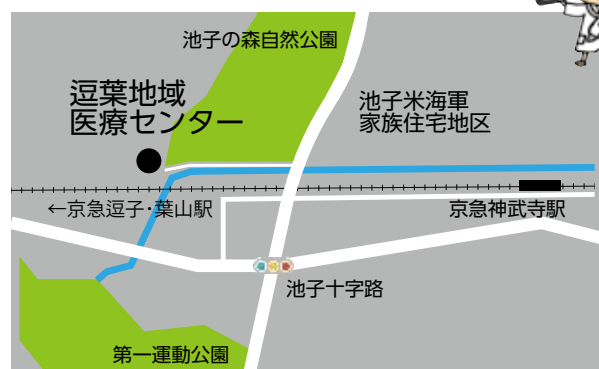 池子の森自然公園
逗葉地域
医療センター
池子米海軍
家族住宅地区
←京急逗子・葉山駅
京急神武寺駅
池子十字路
第一運動公園